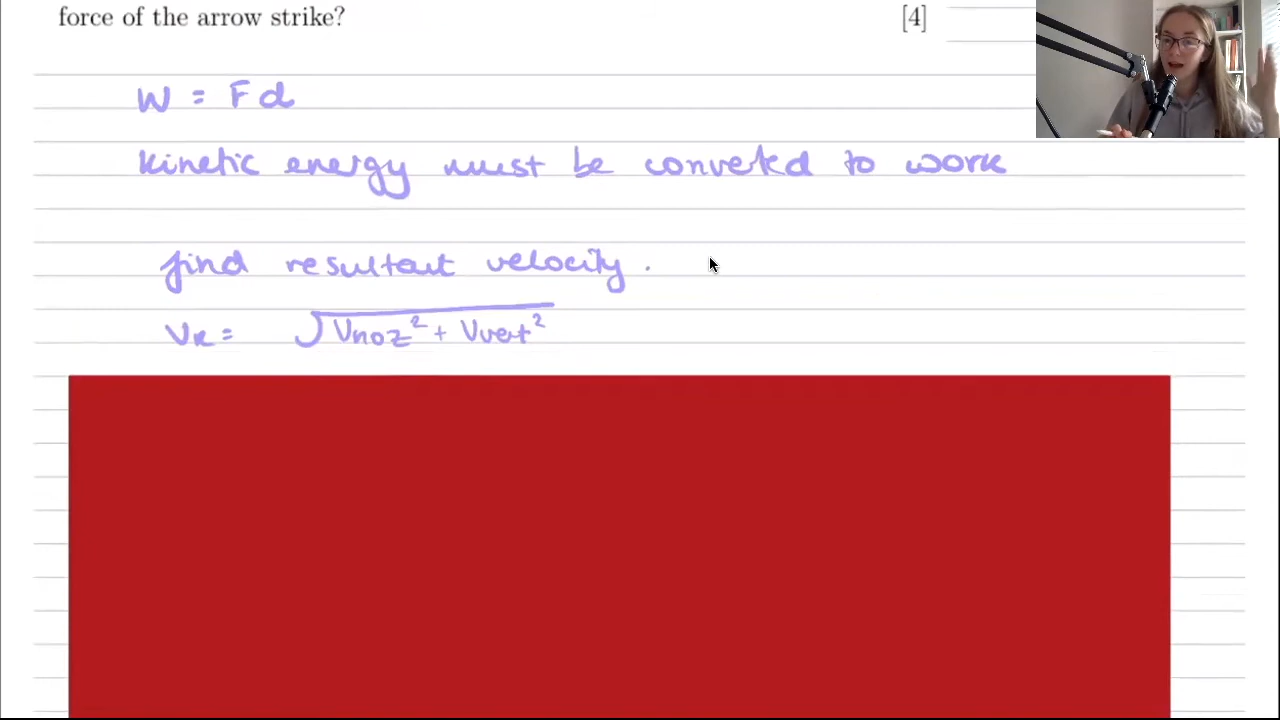 force of the arrow strike? [4]
W = Fd
kinetic energy must be converted to work
find resultant velocity.
VR = √Vhoz² + Vvert²